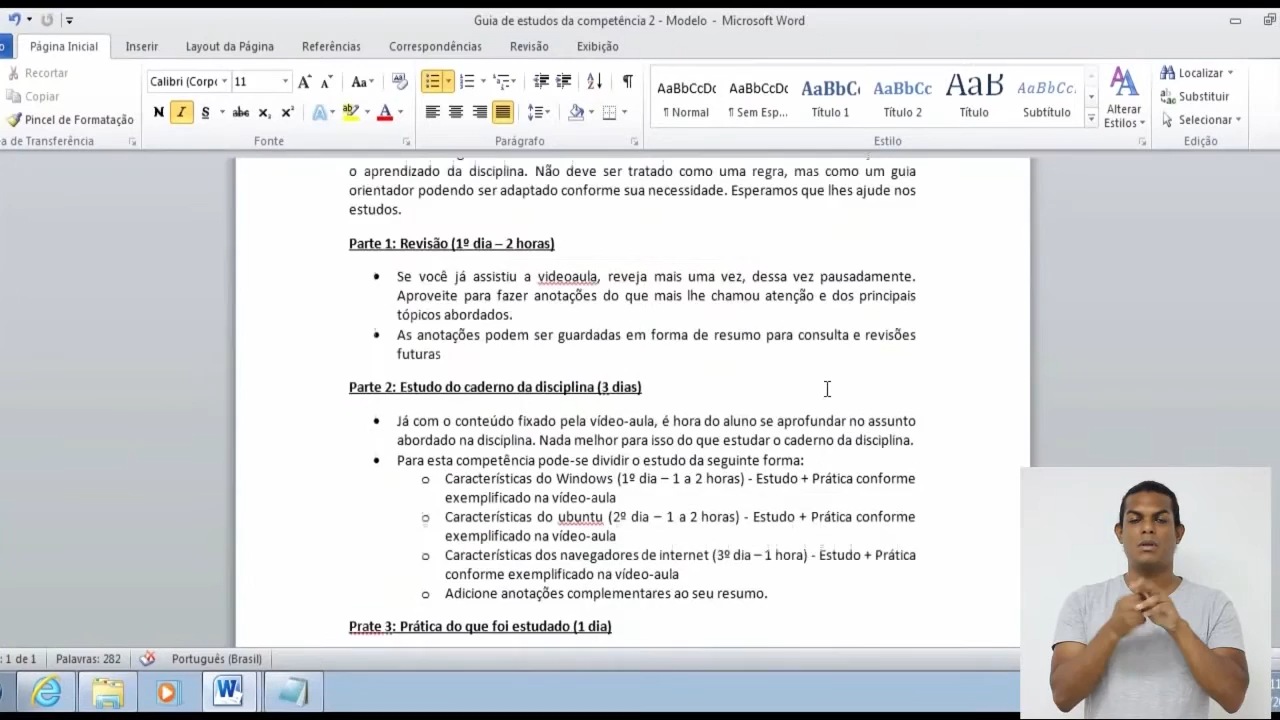 Guia de estudos da competência 2 - Modelo - Microsoft Word
Página Inicial Inserir Layout da Página Referências Correspondências Revisão Exibição
Recortar
Copiar
Pincel de Formatação
a de Transferência
Calibri (Corpo 11
Fonte
Parágrafo
AaBbCcDc AaBbCcDc AaBbC AaBbCc AaB AaBbCc.
¶ Normal ¶ Sem Esp... Título 1 Título 2 Título Subtítulo
Estilo
Alterar
Estilos
Localizar
Substituir
Selecionar
Edição
o aprendizado da disciplina. Não deve ser tratado como uma regra, mas como um guia
orientador podendo ser adaptado conforme sua necessidade. Esperamos que lhes ajude nos
estudos.
Parte 1: Revisão (1º dia – 2 horas)
• Se você já assistiu a videoaula, reveja mais uma vez, dessa vez pausadamente.
Aproveite para fazer anotações do que mais lhe chamou atenção e dos principais
tópicos abordados.
• As anotações podem ser guardadas em forma de resumo para consulta e revisões
futuras
Parte 2: Estudo do caderno da disciplina (3 dias)
• Já com o conteúdo fixado pela vídeo-aula, é hora do aluno se aprofundar no assunto
abordado na disciplina. Nada melhor para isso do que estudar o caderno da disciplina.
• Para esta competência pode-se dividir o estudo da seguinte forma:
o Características do Windows (1º dia – 1 a 2 horas) - Estudo + Prática conforme
exemplificado na vídeo-aula
o Características do ubuntu (2º dia – 1 a 2 horas) - Estudo + Prática conforme
exemplificado na vídeo-aula
o Características dos navegadores de internet (3º dia – 1 hora) - Estudo + Prática
conforme exemplificado na vídeo-aula
o Adicione anotações complementares ao seu resumo.
Prate 3: Prática do que foi estudado (1 dia)
: 1 de 1 Palavras: 282 Português (Brasil)